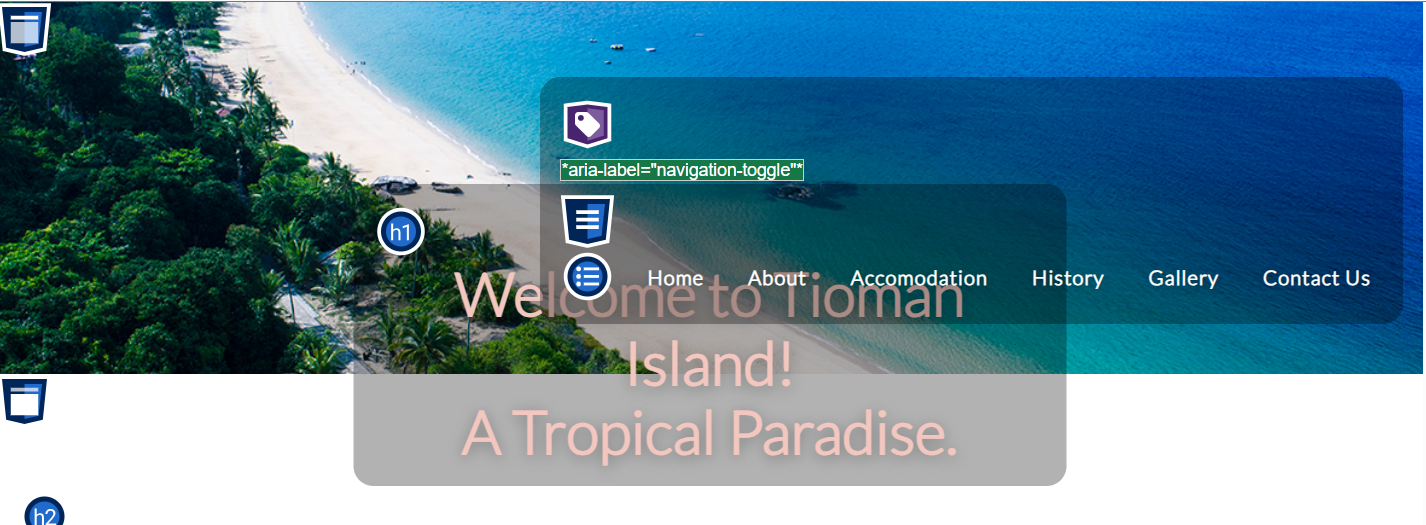 *aria-label="navigation-toggle"*
h1
Home About Accomodation History Gallery Contact Us
Welcome to Tioman
Island!
A Tropical Paradise.
h2